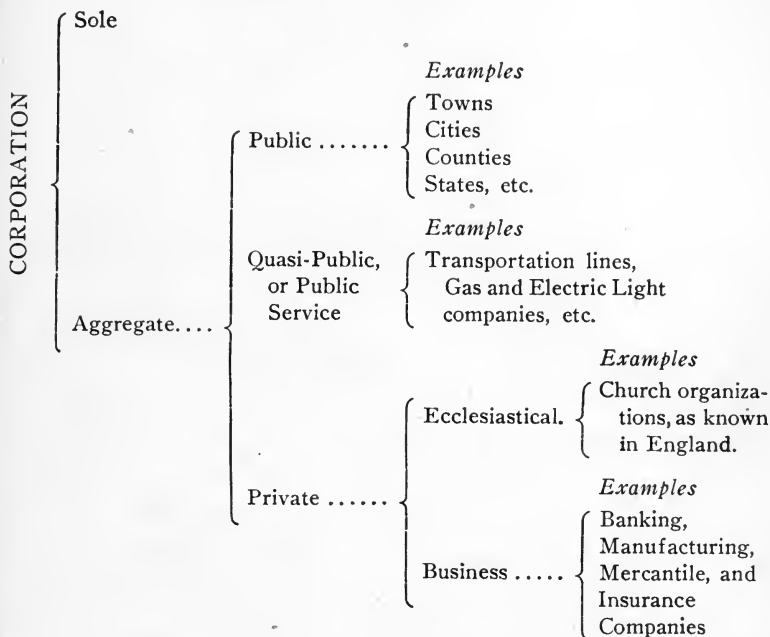 CORPORATION
Sole
Aggregate....
Public .......
Examples
Towns
Cities
Counties
States, etc.
Quasi-Public,
or Public
Service
Examples
Transportation lines,
Gas and Electric Light
companies, etc.
Private ......
Ecclesiastical.
Examples
Church organiza-
tions, as known
in England.
Business .....
Examples
Banking,
Manufacturing,
Mercantile, and
Insurance
Companies